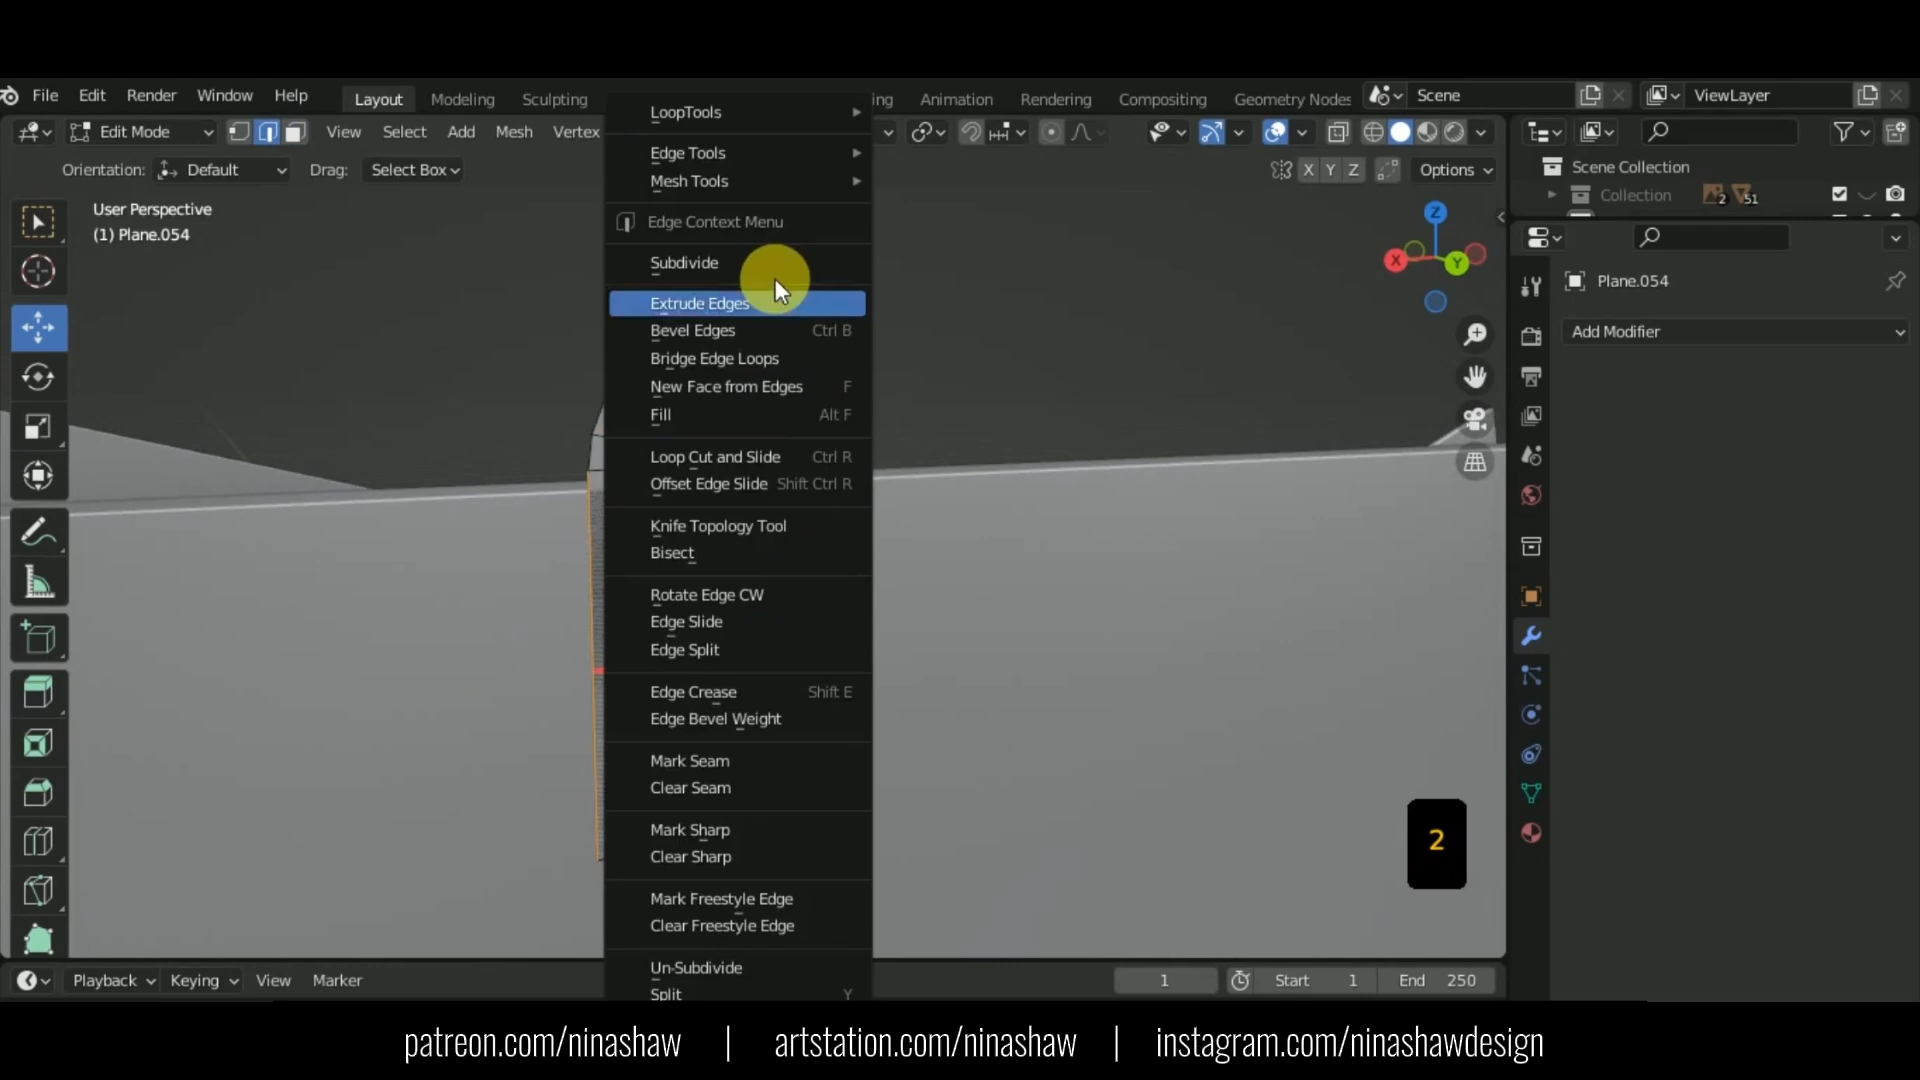 File Edit Render Window Help Layout Modeling Sculpting ing Animation Rendering Compositing Geometry Nodes Scene ViewLayer
Edit Mode View Select Add Mesh Vertex
Orientation: Default Drag: Select Box X Y Z Options
Scene Collection
Collection 2 51
User Perspective
(1) Plane.054
Z
X
Y
Plane.054
Add Modifier
LoopTools
Edge Tools
Mesh Tools
Edge Context Menu
Subdivide
Extrude Edges
Bevel Edges Ctrl B
Bridge Edge Loops
New Face from Edges F
Fill Alt F
Loop Cut and Slide Ctrl R
Offset Edge Slide Shift Ctrl R
Knife Topology Tool
Bisect
Rotate Edge CW
Edge Slide
Edge Split
Edge Crease Shift E
Edge Bevel Weight
Mark Seam
Clear Seam
Mark Sharp
Clear Sharp
Mark Freestyle Edge
Clear Freestyle Edge
Un-Subdivide
Split Y
2
Playback Keying View Marker 1 Start 1 End 250
patreon.com/ninashaw | artstation.com/ninashaw | instagram.com/ninashawdesign